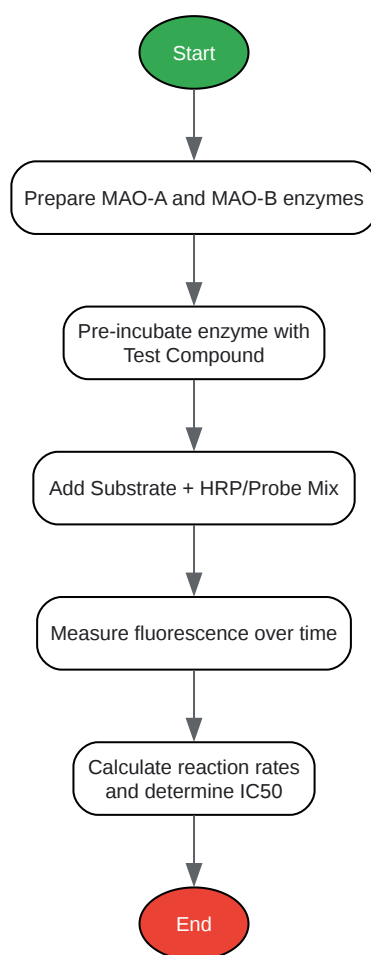 Start
Prepare MAO-A and MAO-B enzymes
Pre-incubate enzyme with
Test Compound
Add Substrate + HRP/Probe Mix
Measure fluorescence over time
Calculate reaction rates
and determine IC50
End